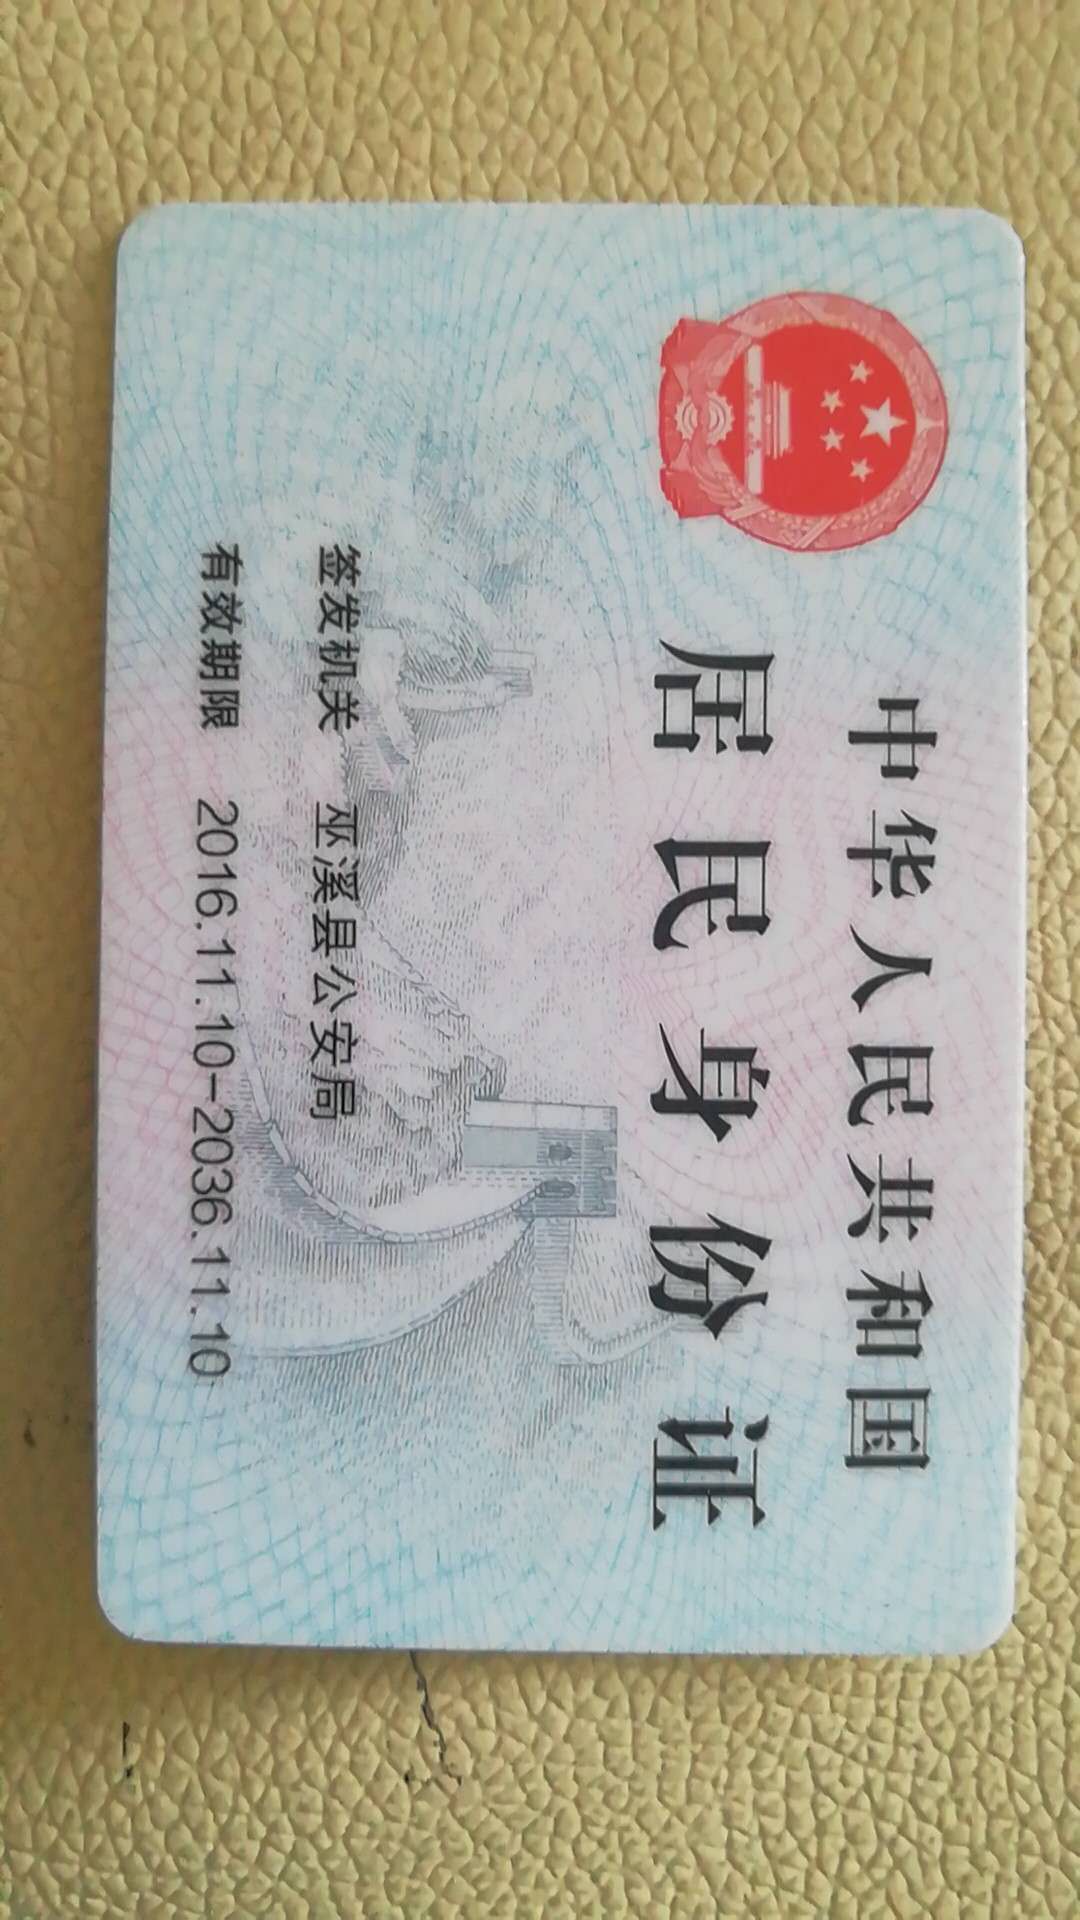 中华人民共和国
居民身份证
签发机关 巫溪县公安局
有效期限 2016.11.10-2036.11.10